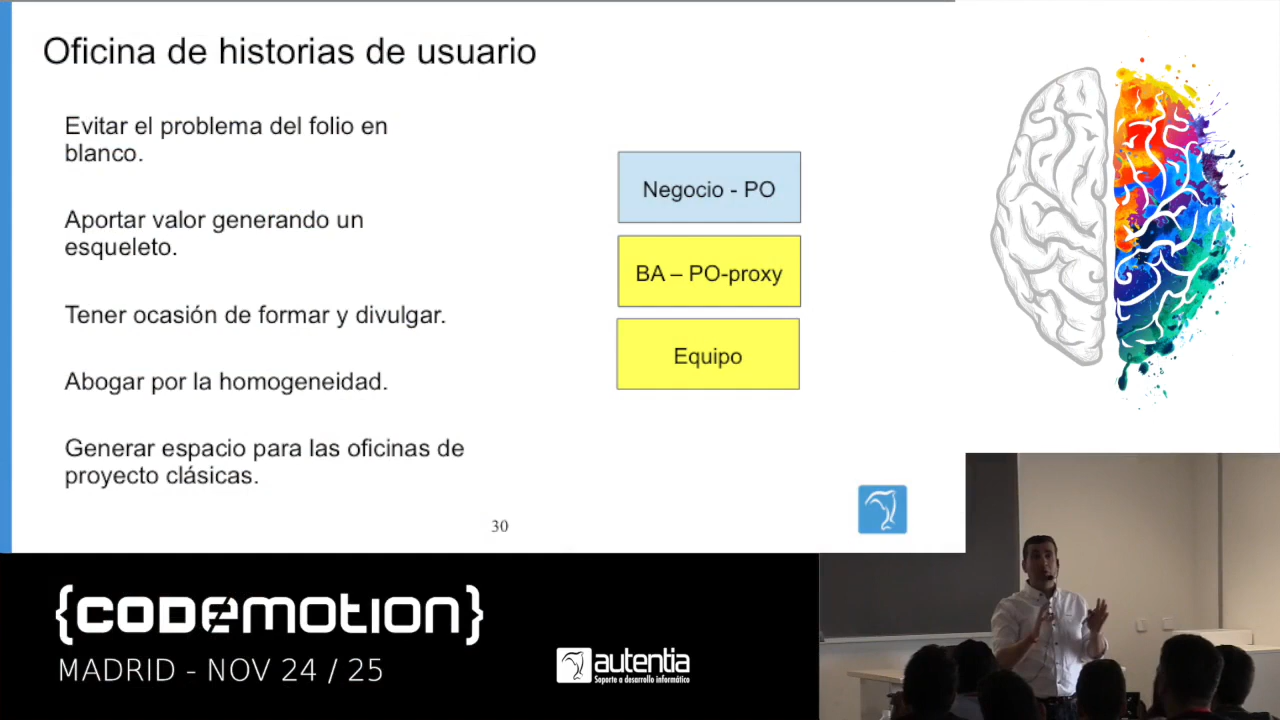 Oficina de historias de usuario
Evitar el problema del folio en
blanco.
Aportar valor generando un
esqueleto.
Tener ocasión de formar y divulgar.
Abogar por la homogeneidad.
Generar espacio para las oficinas de
proyecto clásicas.
Negocio - PO
BA – PO-proxy
Equipo
30
{CODEMOTION}
MADRID - NOV 24 / 25
autentia
Soporte a desarrollo informático